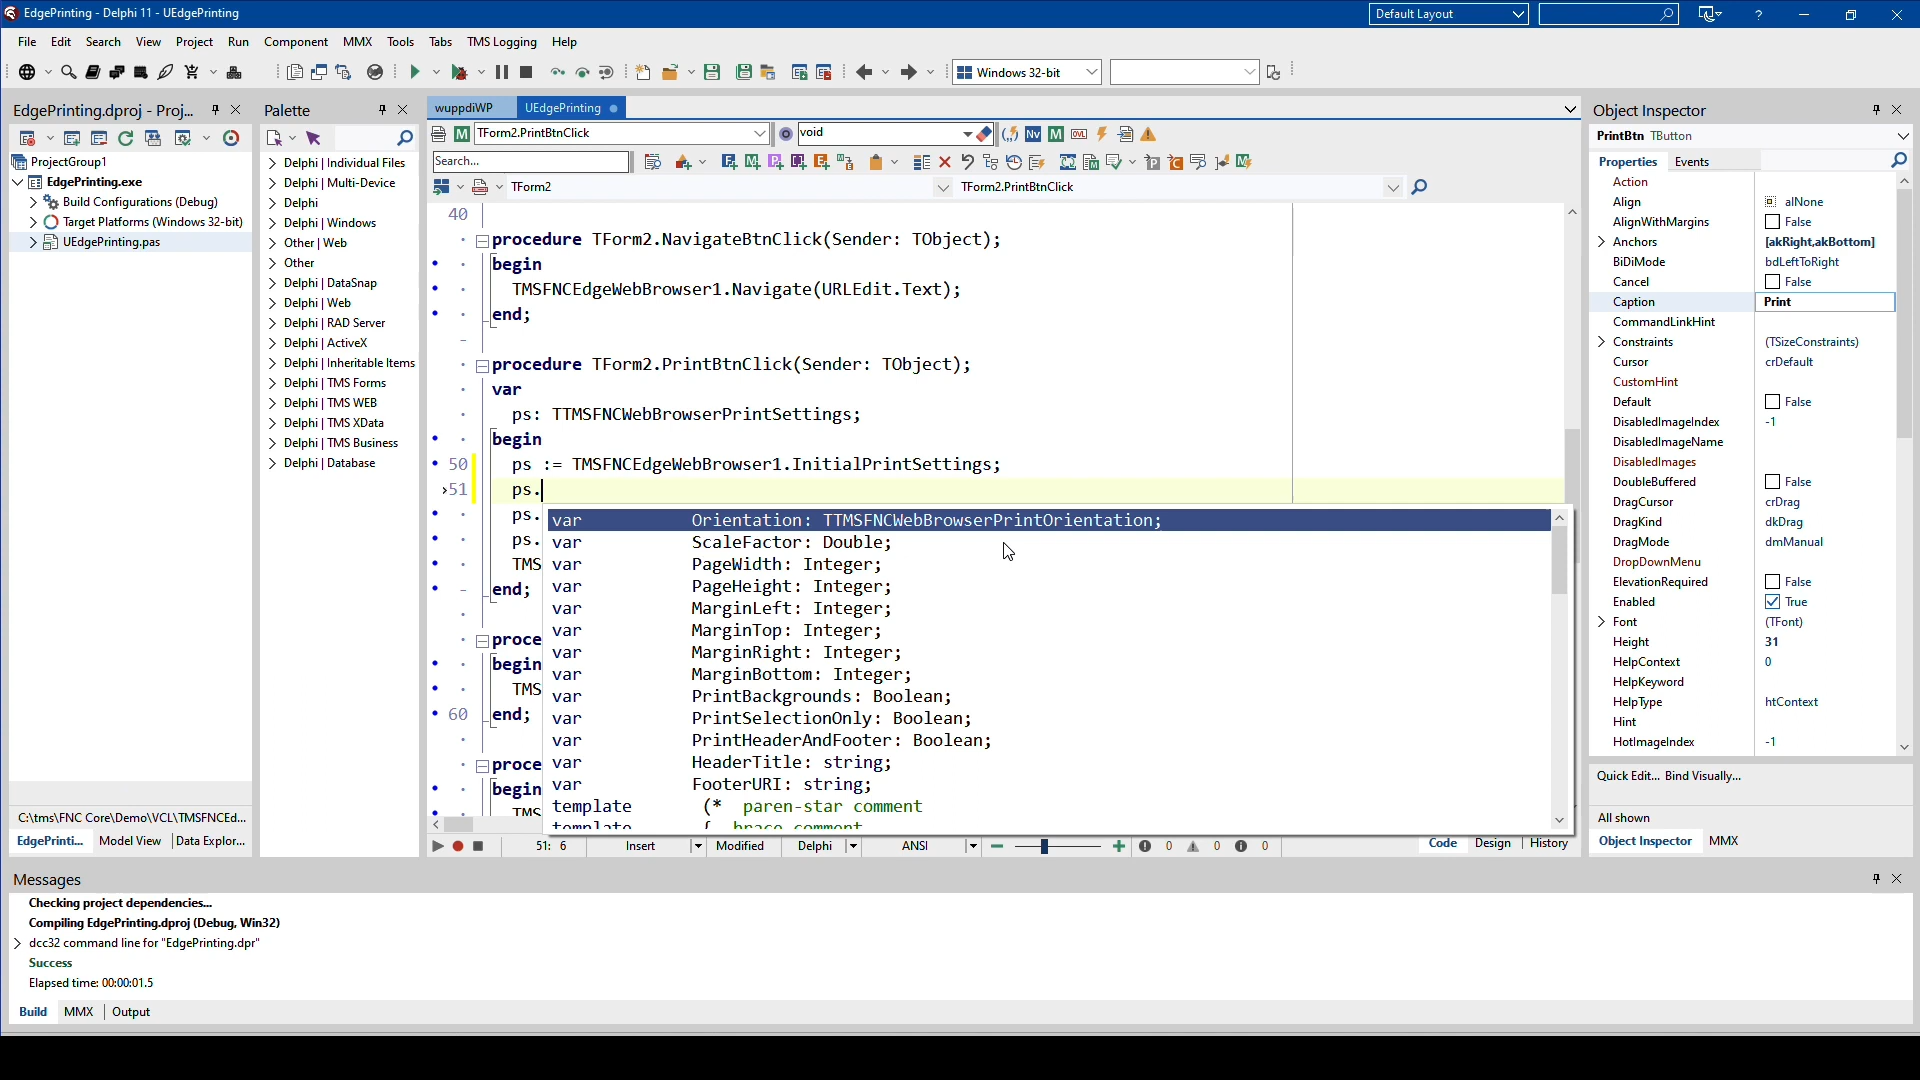 EdgePrinting - Delphi 11 - UEdgePrinting
Default Layout
?
File Edit Search View Project Run Component MMX Tools Tabs TMS Logging Help
Windows 32-bit
EdgePrinting.dproj - Proj...
ProjectGroup1
EdgePrinting.exe
Build Configurations (Debug)
Target Platforms (Windows 32-bit)
UEdgePrinting.pas
C:\tms\FNC Core\Demo\VCL\TMSFNCEd...
EdgePrinti... Model View Data Explor...
Palette
Delphi | Individual Files
Delphi | Multi-Device
Delphi
Delphi | Windows
Other | Web
Other
Delphi | DataSnap
Delphi | Web
Delphi | RAD Server
Delphi | ActiveX
Delphi | Inheritable Items
Delphi | TMS Forms
Delphi | TMS WEB
Delphi | TMS XData
Delphi | TMS Business
Delphi | Database
wuppdiWP UEdgePrinting
TForm2.PrintBtnClick void
Search...
TForm2 TForm2.PrintBtnClick
40
procedure TForm2.NavigateBtnClick(Sender: TObject);
begin
TMSFNCEdgeWebBrowser1.Navigate(URLEdit.Text);
end;
procedure TForm2.PrintBtnClick(Sender: TObject);
var
ps: TTMSFNCWebBrowserPrintSettings;
begin
50 ps := TMSFNCEdgeWebBrowser1.InitialPrintSettings;
51 ps.
ps.
ps.
TMS
end;
proce
begin
TMS
60 end;
proce
begin
TMS
var Orientation: TTMSFNCWebBrowserPrintOrientation;
var ScaleFactor: Double;
var PageWidth: Integer;
var PageHeight: Integer;
var MarginLeft: Integer;
var MarginTop: Integer;
var MarginRight: Integer;
var MarginBottom: Integer;
var PrintBackgrounds: Boolean;
var PrintSelectionOnly: Boolean;
var PrintHeaderAndFooter: Boolean;
var HeaderTitle: string;
var FooterURI: string;
template (* paren-star comment
template { brace comment
51: 6 Insert Modified Delphi ANSI 0 0 0 Code Design History
Object Inspector
PrintBtn TButton
Properties Events
Action
Align alNone
AlignWithMargins False
Anchors [akRight,akBottom]
BiDiMode bdLeftToRight
Cancel False
Caption Print
CommandLinkHint
Constraints (TSizeConstraints)
Cursor crDefault
CustomHint
Default False
DisabledImageIndex -1
DisabledImageName
DisabledImages
DoubleBuffered False
DragCursor crDrag
DragKind dkDrag
DragMode dmManual
DropDownMenu
ElevationRequired False
Enabled True
Font (TFont)
Height 31
HelpContext 0
HelpKeyword
HelpType htContext
Hint
HotImageIndex -1
Quick Edit... Bind Visually...
All shown
Object Inspector MMX
Messages
Checking project dependencies...
Compiling EdgePrinting.dproj (Debug, Win32)
dcc32 command line for "EdgePrinting.dpr"
Success
Elapsed time: 00:00:01.5
Build MMX Output